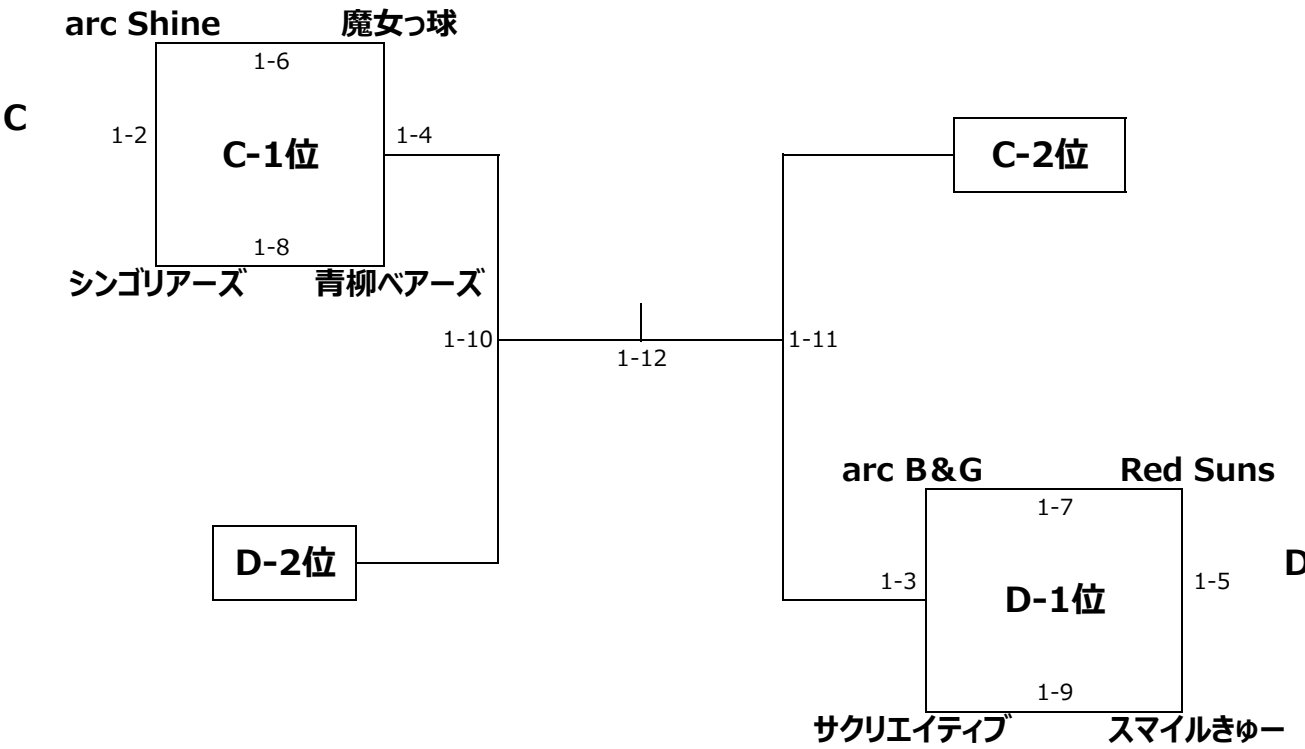 arc Shine 魔女っ球
1-6
C
1-2 C-1位 1-4
C-2位
1-8
シンゴリアーズ 青柳ベアーズ
1-10 1-12 1-11
arc B&G Red Suns
1-7
D-2位
1-3 D-1位 1-5
D
1-9
サクリエイティブ スマイルきゅー